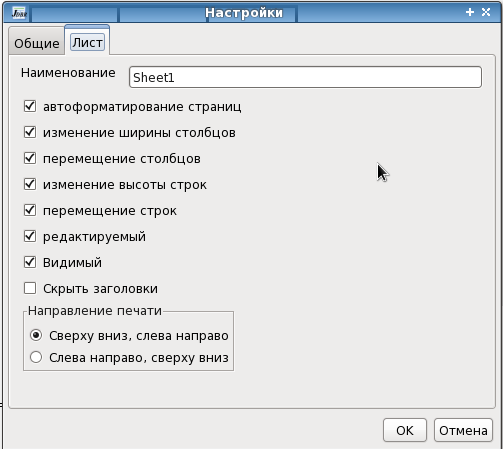 Настройки
Общие
Лист
Наименование
Sheet1
автоформатирование страниц
изменение ширины столбцов
перемещение столбцов
изменение высоты строк
перемещение строк
редактируемый
Видимый
Скрыть заголовки
Направление печати
Сверху вниз, слева направо
Слева направо, сверху вниз
OK
Отмена